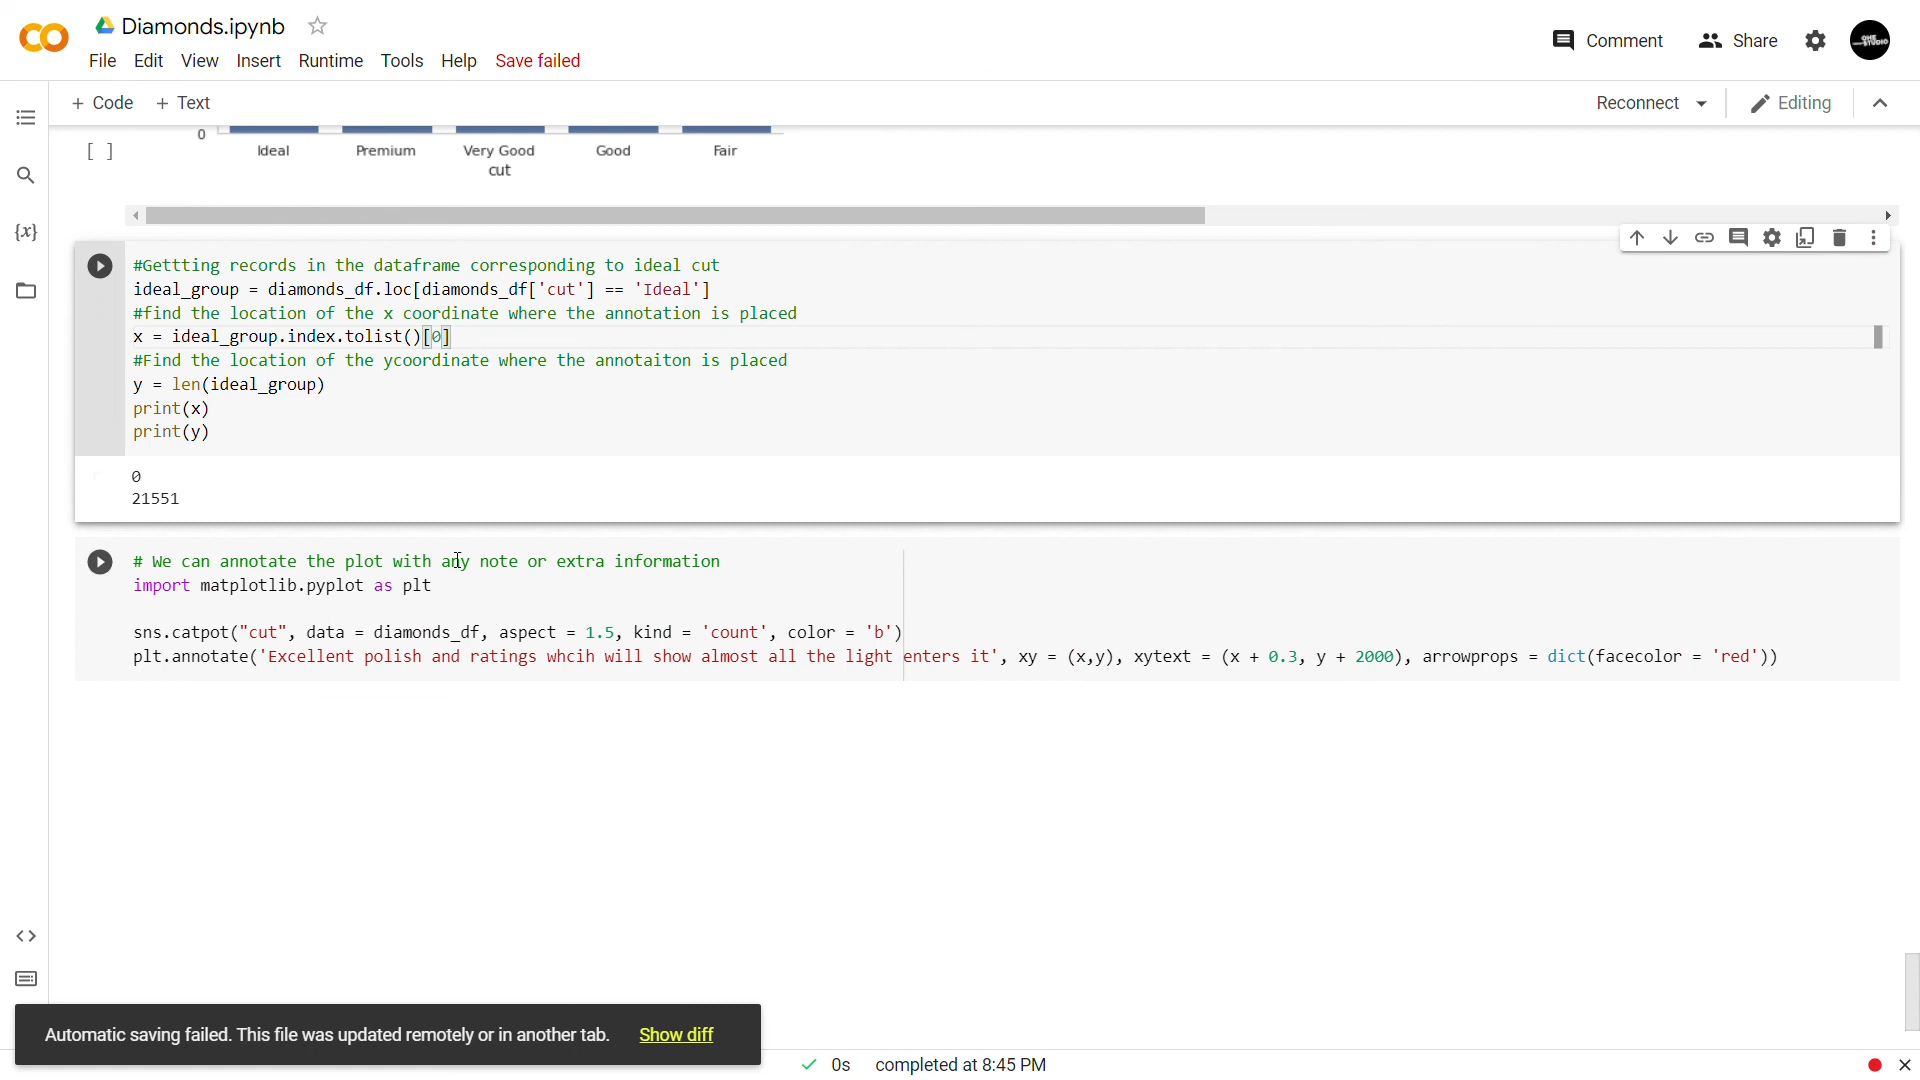 Diamonds.ipynb
File Edit View Insert Runtime Tools Help Save failed
Comment Share
+ Code + Text
Reconnect Editing
0
[ ] Ideal Premium Very Good Good Fair
cut
#Gettting records in the dataframe corresponding to ideal cut
ideal_group = diamonds_df.loc[diamonds_df['cut'] == 'Ideal']
#find the location of the x coordinate where the annotation is placed
x = ideal_group.index.tolist()[0]
#Find the location of the ycoordinate where the annotaiton is placed
y = len(ideal_group)
print(x)
print(y)
0
21551
# We can annotate the plot with any note or extra information
import matplotlib.pyplot as plt
sns.catpot("cut", data = diamonds_df, aspect = 1.5, kind = 'count', color = 'b')
plt.annotate('Excellent polish and ratings whcih will show almost all the light enters it', xy = (x,y), xytext = (x + 0.3, y + 2000), arrowprops = dict(facecolor = 'red'))
Automatic saving failed. This file was updated remotely or in another tab. Show diff
0s completed at 8:45 PM